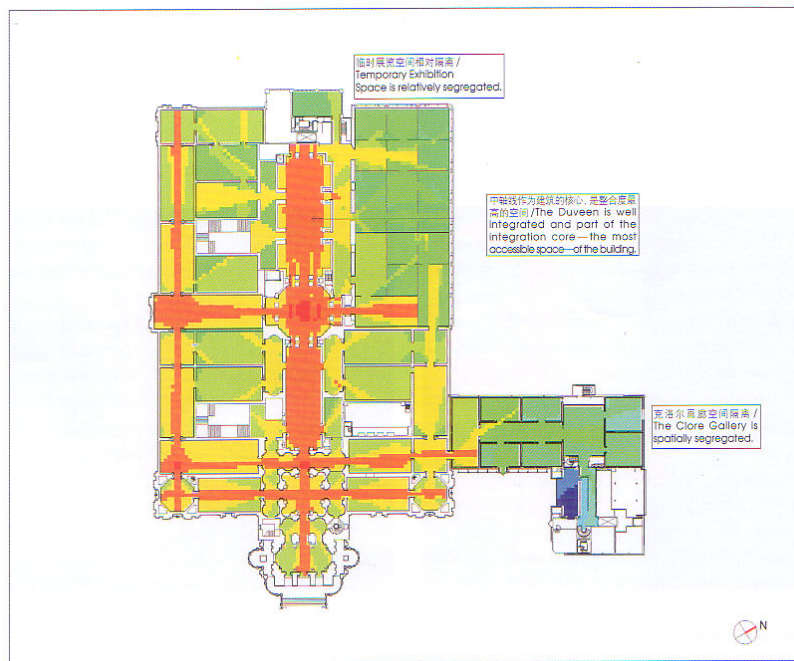 临时展览空间相对隔离/
Temporary Exhibition
Space is relatively segregated.
中轴线作为建筑的核心，是整合度最
高的空间/The Duveen is well
integrated and part of the
integration core—the most
accessible space—of the building.
克洛尔画廊空间隔离/
The Clore Gallery is
spatially segregated.
N